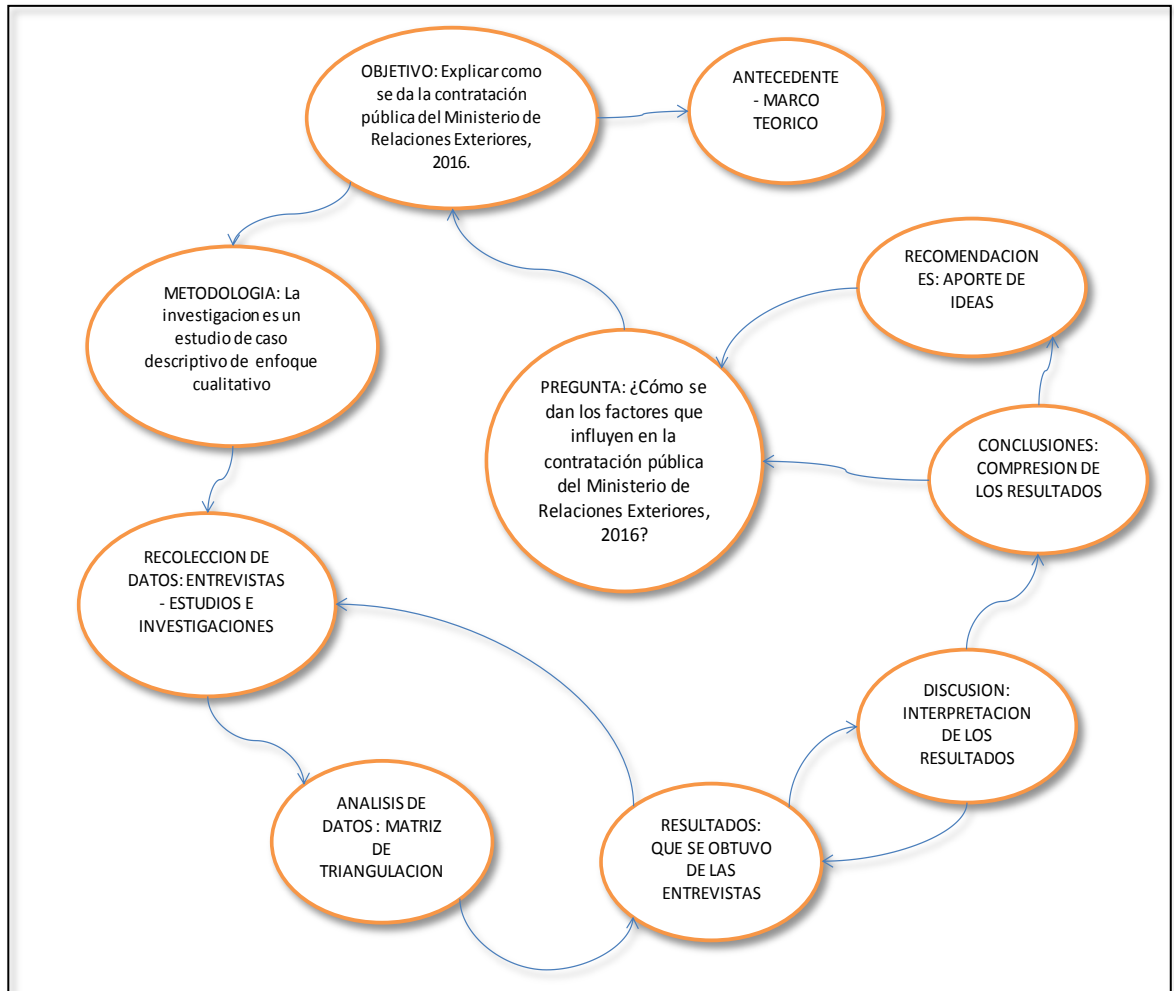 OBJETIVO: Explicar como
se da la contratación
pública del Ministerio de
Relaciones Exteriores,
2016.
ANTECEDENTE
- MARCO
TEORICO
RECOMENDACION
ES: APORTE DE
IDEAS
METODOLOGIA: La
investigacion es un
estudio de caso
descriptivo de enfoque
cualitativo
PREGUNTA: ¿Cómo se
dan los factores que
influyen en la
contratación pública
del Ministerio de
Relaciones Exteriores,
2016?
CONCLUSIONES:
COMPRESION DE
LOS RESULTADOS
RECOLECCION DE
DATOS: ENTREVISTAS
- ESTUDIOS E
INVESTIGACIONES
DISCUSION:
INTERPRETACION
DE LOS
RESULTADOS
ANALISIS DE
DATOS : MATRIZ
DE
TRIANGULACION
RESULTADOS:
QUE SE OBTUVO
DE LAS
ENTREVISTAS